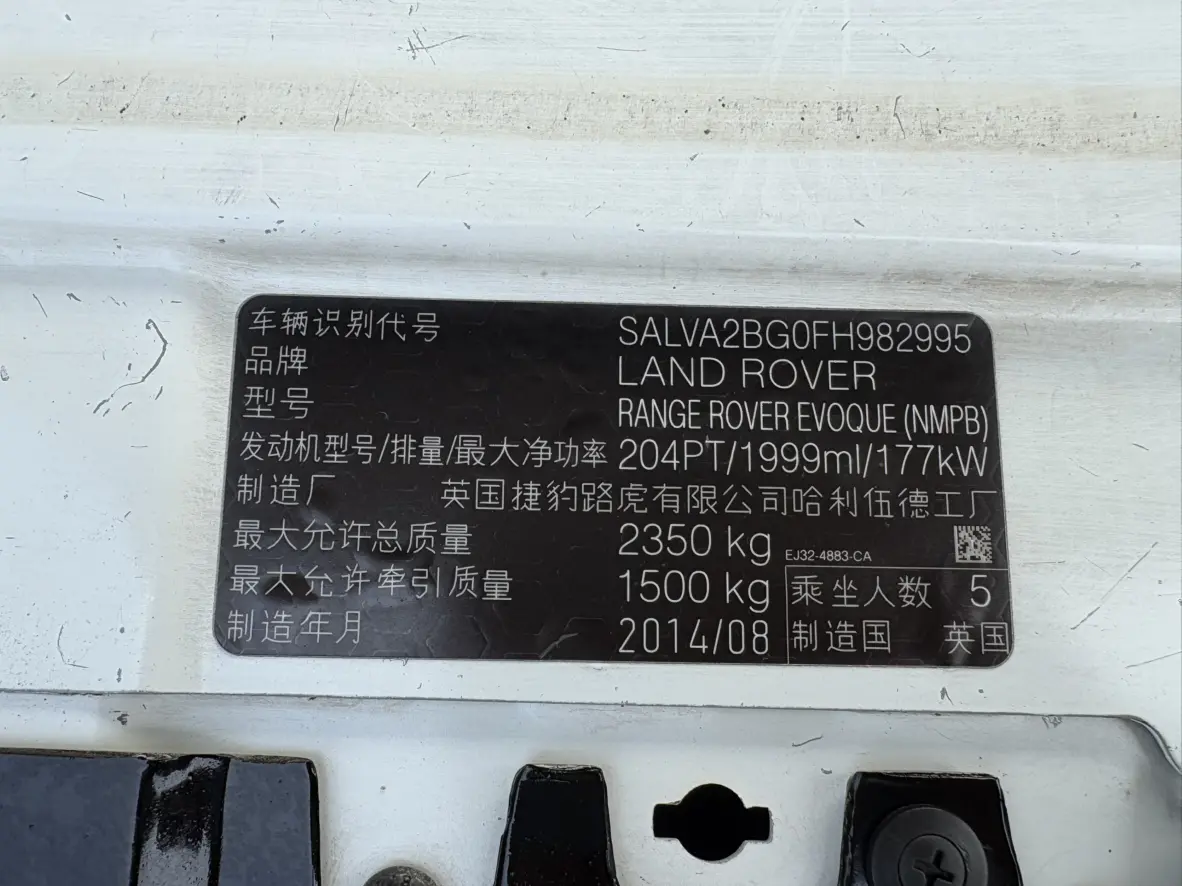 车辆识别代号 SALVA2BG0FH982995
品牌 LAND ROVER
型号 RANGE ROVER EVOQUE (NMPB)
发动机型号/排量/最大净功率 204PT/1999ml/177kW
制造厂 英国捷豹路虎有限公司哈利伍德工厂
最大允许总质量 2350 kg EJ32-4883-CA
最大允许牵引质量 1500 kg 乘坐人数 5
制造年月 2014/08 制造国 英国